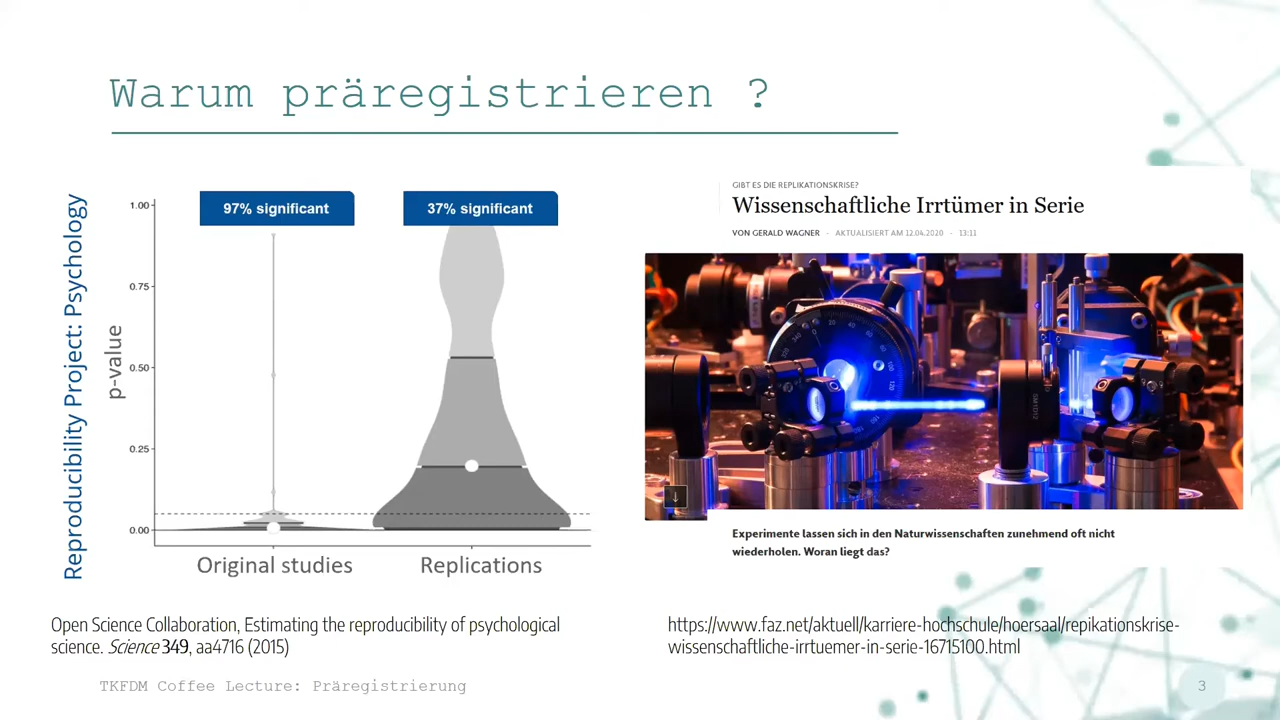 Warum präregistrieren ?
Reproducibility Project: Psychology
p-value
1.00
0.75
0.50
0.25
0.00
97% significant
37% significant
Original studies
Replications
Open Science Collaboration, Estimating the reproducibility of psychological
science. Science 349, aa4716 (2015)
GIBT ES DIE REPLIKATIONSKRISE?
Wissenschaftliche Irrtümer in Serie
VON GERALD WAGNER - AKTUALISIERT AM 12.04.2020 - 13:11
Experimente lassen sich in den Naturwissenschaften zunehmend oft nicht
wiederholen. Woran liegt das?
https://www.faz.net/aktuell/karriere-hochschule/hoersaal/repikationskrise-
wissenschaftliche-irrtuemer-in-serie-16715100.html
TKFDM Coffee Lecture: Präregistrierung
3